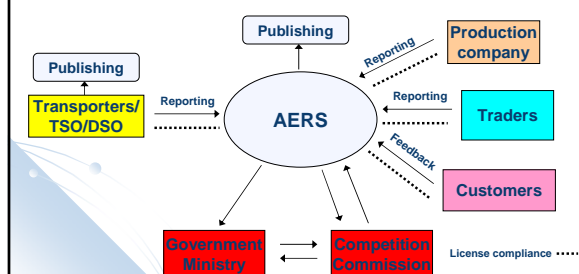 Publishing
Production
company
Reporting
Publishing
Transporters/
TSO/DSO
Reporting
AERS
Reporting
Traders
Feedback
Customers
Government
Ministry
Competition
Commission
License compliance